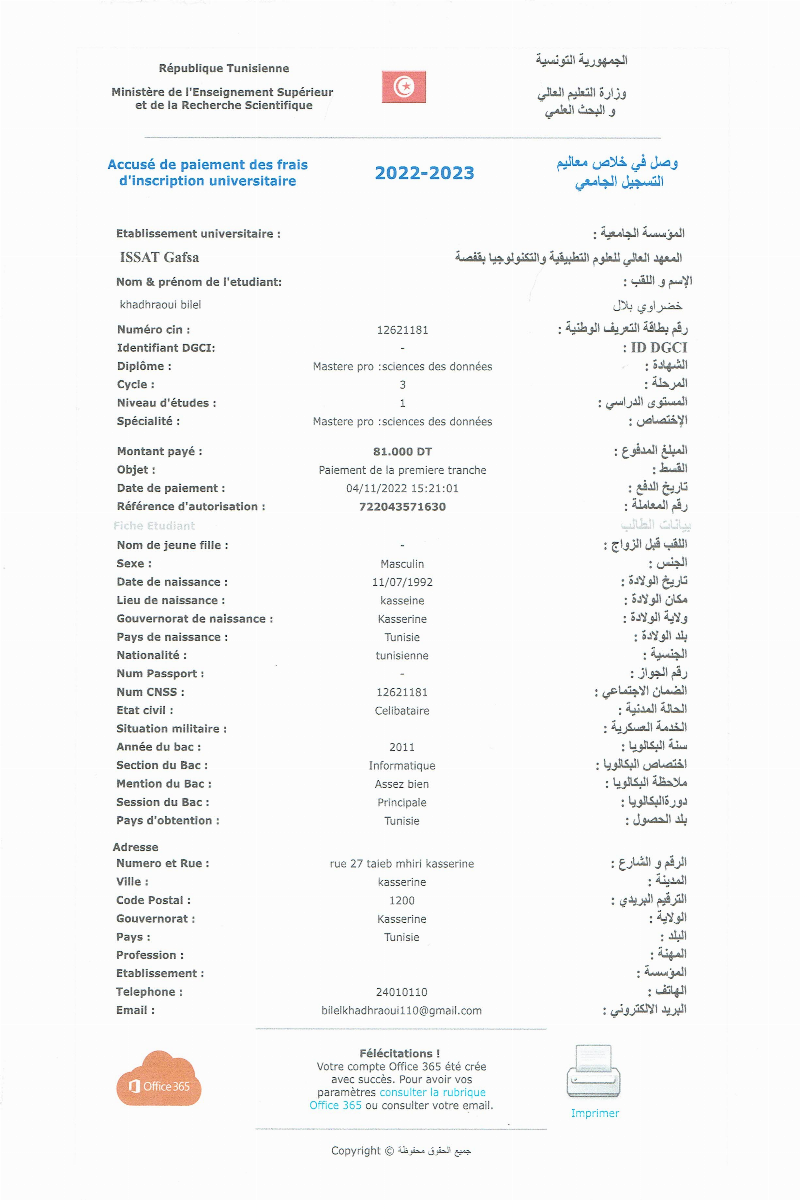 République Tunisienne
الجمهورية التونسية
Ministère de l'Enseignement Supérieur
et de la Recherche Scientifique
وزارة التعليم العالي
و البحث العلمي
Accusé de paiement des frais
d'inscription universitaire
2022-2023
وصل في خلاص معاليم
التسجيل الجامعي
Etablissement universitaire : المؤسسة الجامعية :
ISSAT Gafsa المعهد العالي للعلوم التطبيقية والتكنولوجيا بقفصة
Nom & prénom de l'etudiant: الإسم و اللقب :
khadhraoui bilel خضراوي بلال
Numéro cin : 12621181 رقم بطاقة التعريف الوطنية :
Identifiant DGCI: - ID DGCI :
Diplôme : Mastere pro :sciences des données الشهادة :
Cycle : 3 المرحلة :
Niveau d'études : 1 المستوى الدراسي :
Spécialité : Mastere pro :sciences des données الإختصاص :
Montant payé : 81.000 DT المبلغ المدفوع :
Objet : Paiement de la premiere tranche القسط :
Date de paiement : 04/11/2022 15:21:01 تاريخ الدفع :
Référence d'autorisation : 722043571630 رقم المعاملة :
Fiche Etudiant بيانات الطالب
Nom de jeune fille : - اللقب قبل الزواج :
Sexe : Masculin الجنس :
Date de naissance : 11/07/1992 تاريخ الولادة :
Lieu de naissance : kasseine مكان الولادة :
Gouvernorat de naissance : Kasserine ولاية الولادة :
Pays de naissance : Tunisie بلد الولادة :
Nationalité : tunisienne الجنسية :
Num Passport : - رقم الجواز :
Num CNSS : 12621181 الضمان الاجتماعي :
Etat civil : Celibataire الحالة المدنية :
Situation militaire : الخدمة العسكرية :
Année du bac : 2011 سنة البكالويا :
Section du Bac : Informatique اختصاص البكالويا :
Mention du Bac : Assez bien ملاحظة البكالويا :
Session du Bac : Principale دورةالبكالويا :
Pays d'obtention : Tunisie بلد الحصول :
Adresse
Numero et Rue : rue 27 taieb mhiri kasserine الرقم و الشارع :
Ville : kasserine المدينة :
Code Postal : 1200 الترقيم البريدي :
Gouvernorat : Kasserine الولاية :
Pays : Tunisie البلد :
Profession : المهنة :
Etablissement : المؤسسة :
Telephone : 24010110 الهاتف :
Email : bilelkhadhraoui110@gmail.com البريد الالكتروني :
Office 365
Félécitations !
Votre compte Office 365 été crée
avec succès. Pour avoir vos
paramètres consulter la rubrique
Office 365 ou consulter votre email.
Imprimer
Copyright © جميع الحقوق محفوظة